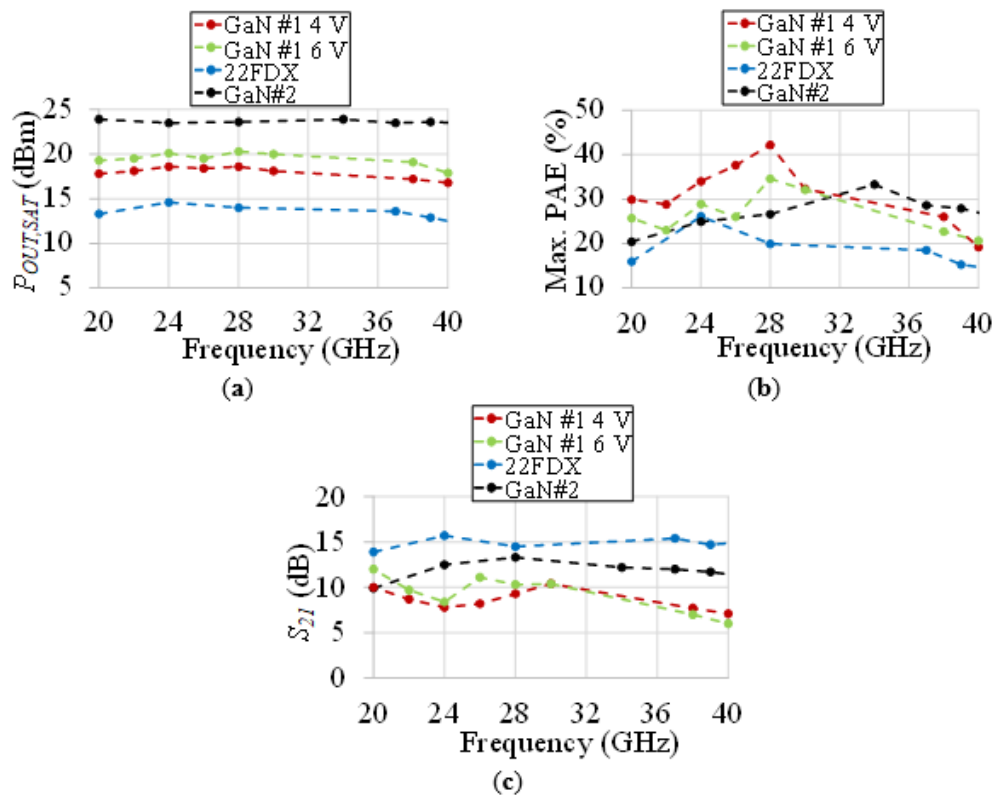 GaN #1 4 V
GaN #1 6 V
22FDX
GaN#2
25
20
15
10
5
P_OUT,SAT (dBm)
20 24 28 32 36 40
Frequency (GHz)
(a)
GaN #1 4 V
GaN #1 6 V
22FDX
GaN#2
50
40
30
20
10
Max. PAE (%)
20 24 28 32 36 40
Frequency (GHz)
(b)
GaN #1 4 V
GaN #1 6 V
22FDX
GaN#2
20
15
10
5
0
S21 (dB)
20 24 28 32 36 40
Frequency (GHz)
(c)